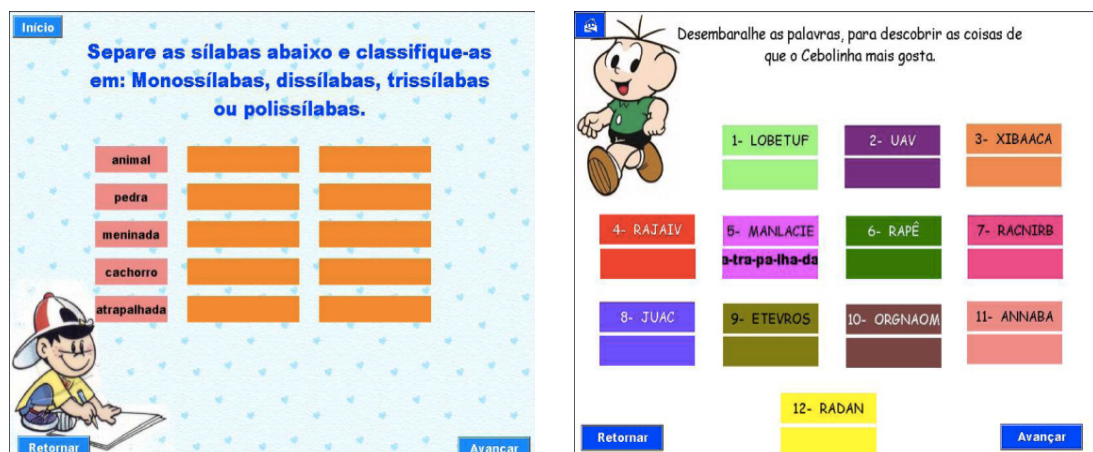 Início
Separe as sílabas abaixo e classifique-as
em: Monossílabas, dissílabas, trissílabas
ou polissílabas.
animal
pedra
meninada
cachorro
atrapalhada
Retornar
Avançar
Desembaralhe as palavras, para descobrir as coisas de
que o Cebolinha mais gosta.
1- LOBETUF
2- UAV
3- XIBAACA
4- RAJAIV
5- MANLACIE
6- RAPÊ
7- RACNIRB
a-tra-pa-lha-da
8- JUAC
9- ETEVROS
10- ORGNAOM
11- ANNABA
12- RADAN
Retornar
Avançar